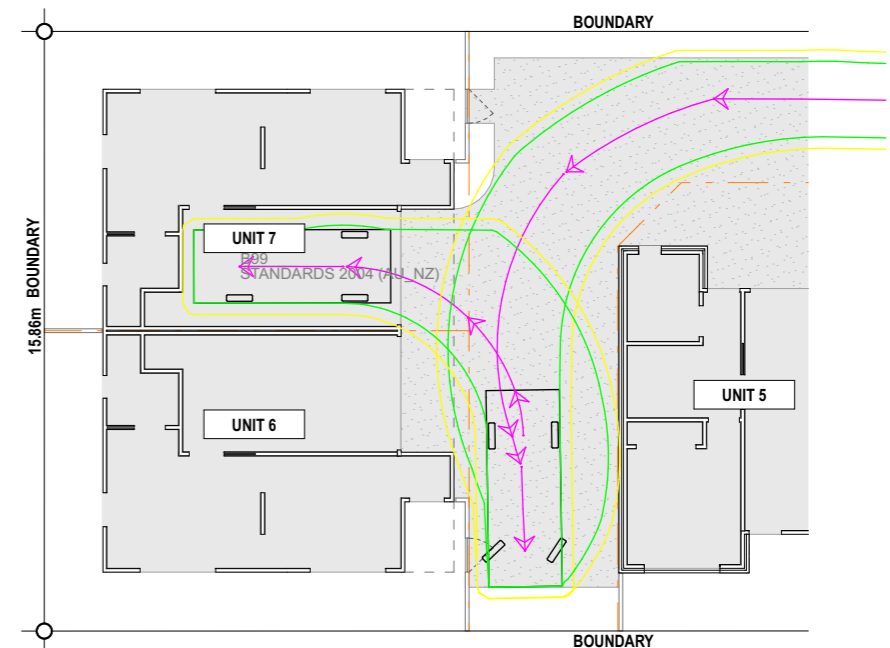 BOUNDARY
15.86m BOUNDARY
UNIT 7
B99
STANDARDS 2004 (AU_NZ)
UNIT 5
UNIT 6
BOUNDARY